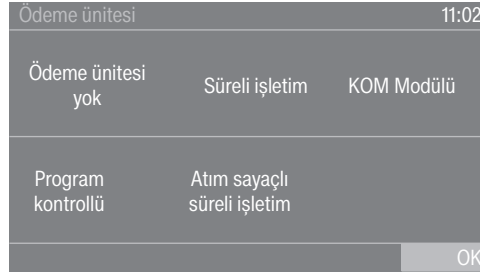 Ödeme ünitesi 11:02
Ödeme ünitesi
yok
Süreli işletim
KOM Modülü
Program
kontrollü
Atım sayaçlı
süreli işletim
OK